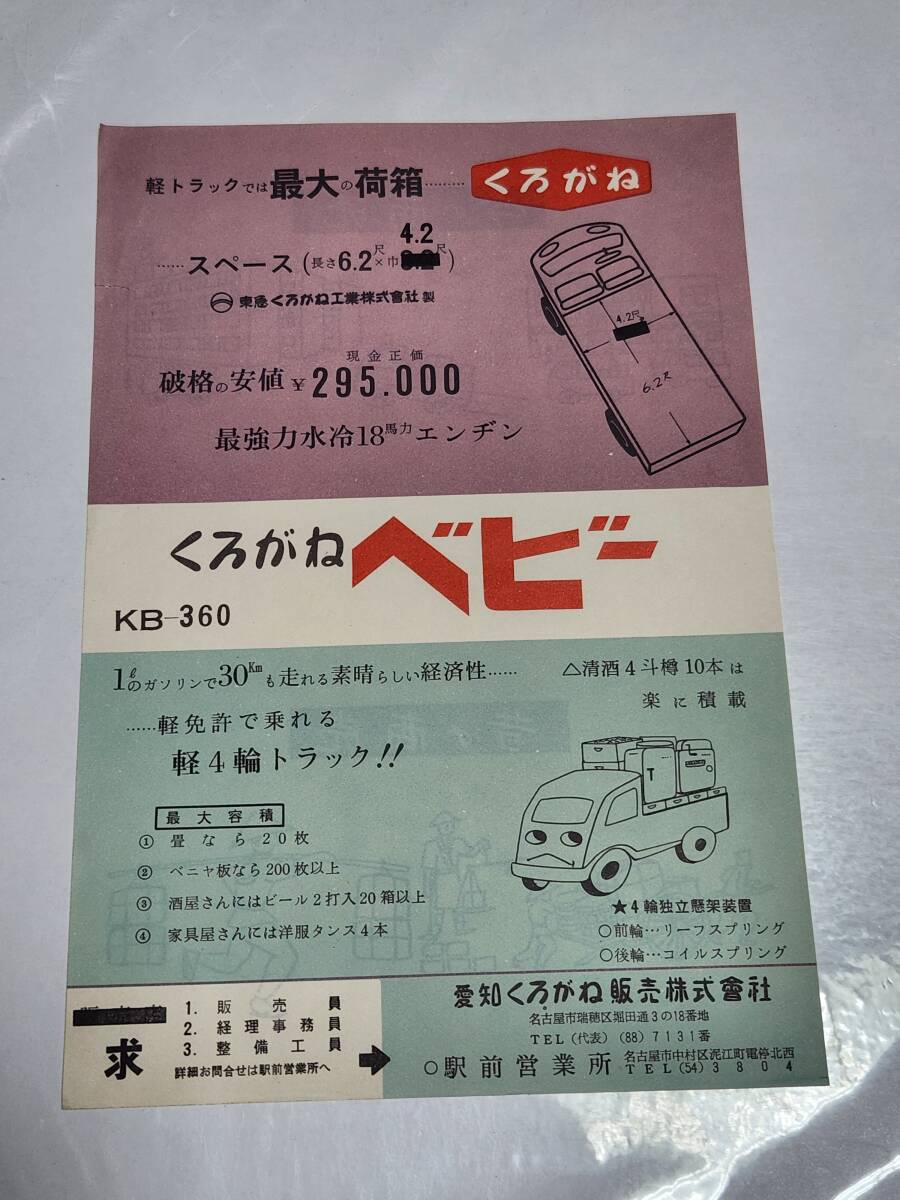 軽トラックでは最大の荷箱………
くろがね
4.2
……スペース(長さ6.2尺×巾 尺)
東急くろがね工業株式會社 製
4.2尺
6.2尺
現金正価
破格の安値 ¥295.000
最強力水冷18馬力エンヂン
くろがねベビー
KB-360
1ℓのガソリンで30Kmも走れる素晴らしい経済性……
……軽免許で乗れる
軽4輪トラック!!
△清酒4斗樽10本は
楽に積載
T
最大容積
① 畳なら20枚
② ベニヤ板なら200枚以上
③ 酒屋さんにはビール2打入20箱以上
④ 家具屋さんには洋服タンス4本
★4輪独立懸架装置
○前輪…リーフスプリング
○後輪…コイルスプリング
求
1. 販売員
2. 経理事務員
3. 整備工員
詳細お問合せは駅前営業所へ
愛知くろがね販売株式會社
名古屋市瑞穂区堀田通3の18番地
TEL(代表)(88)7131番
○駅前営業所 名古屋市中村区泥江町電停北西
TEL(54)3804